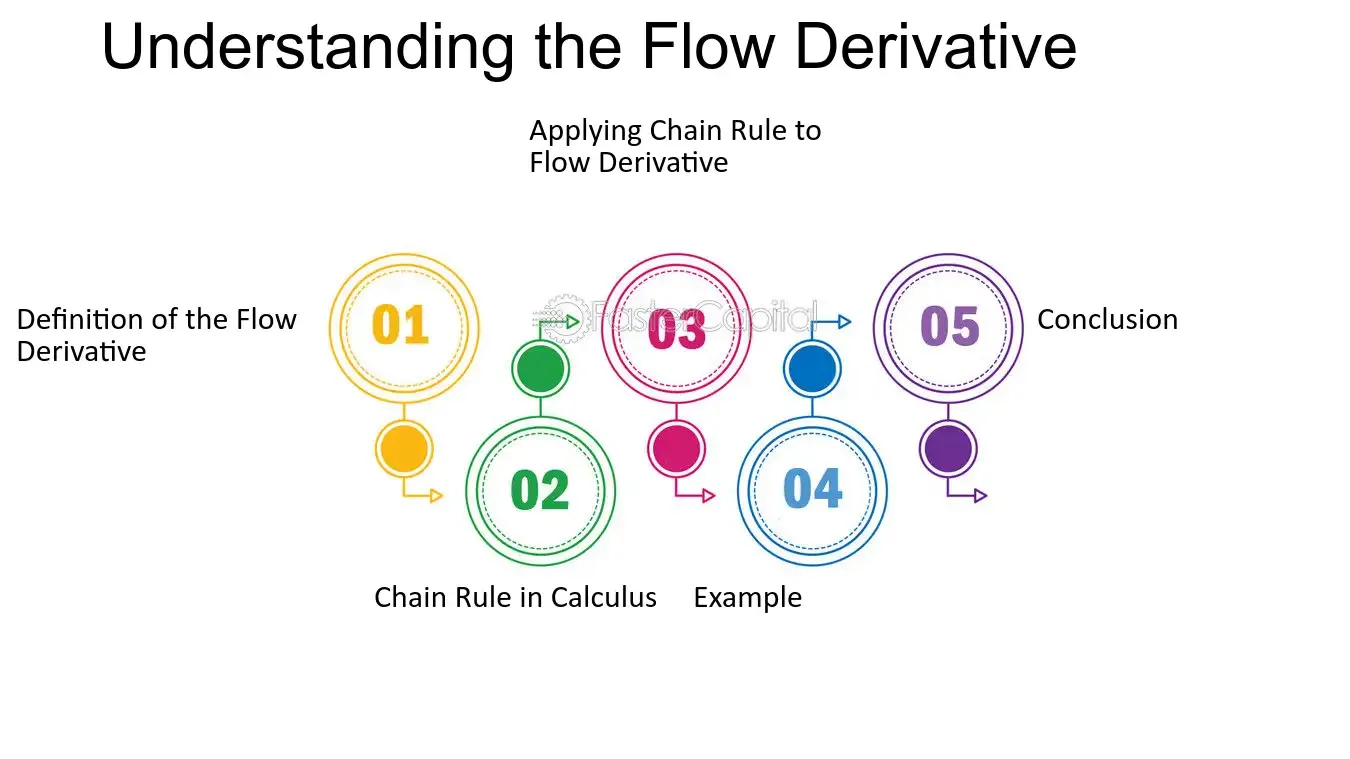 Understanding the Flow Derivative
Applying Chain Rule to
Flow Derivative
Definition of the Flow
Derivative
01
02
03
04
05
FasterCapital
Conclusion
Chain Rule in Calculus
Example